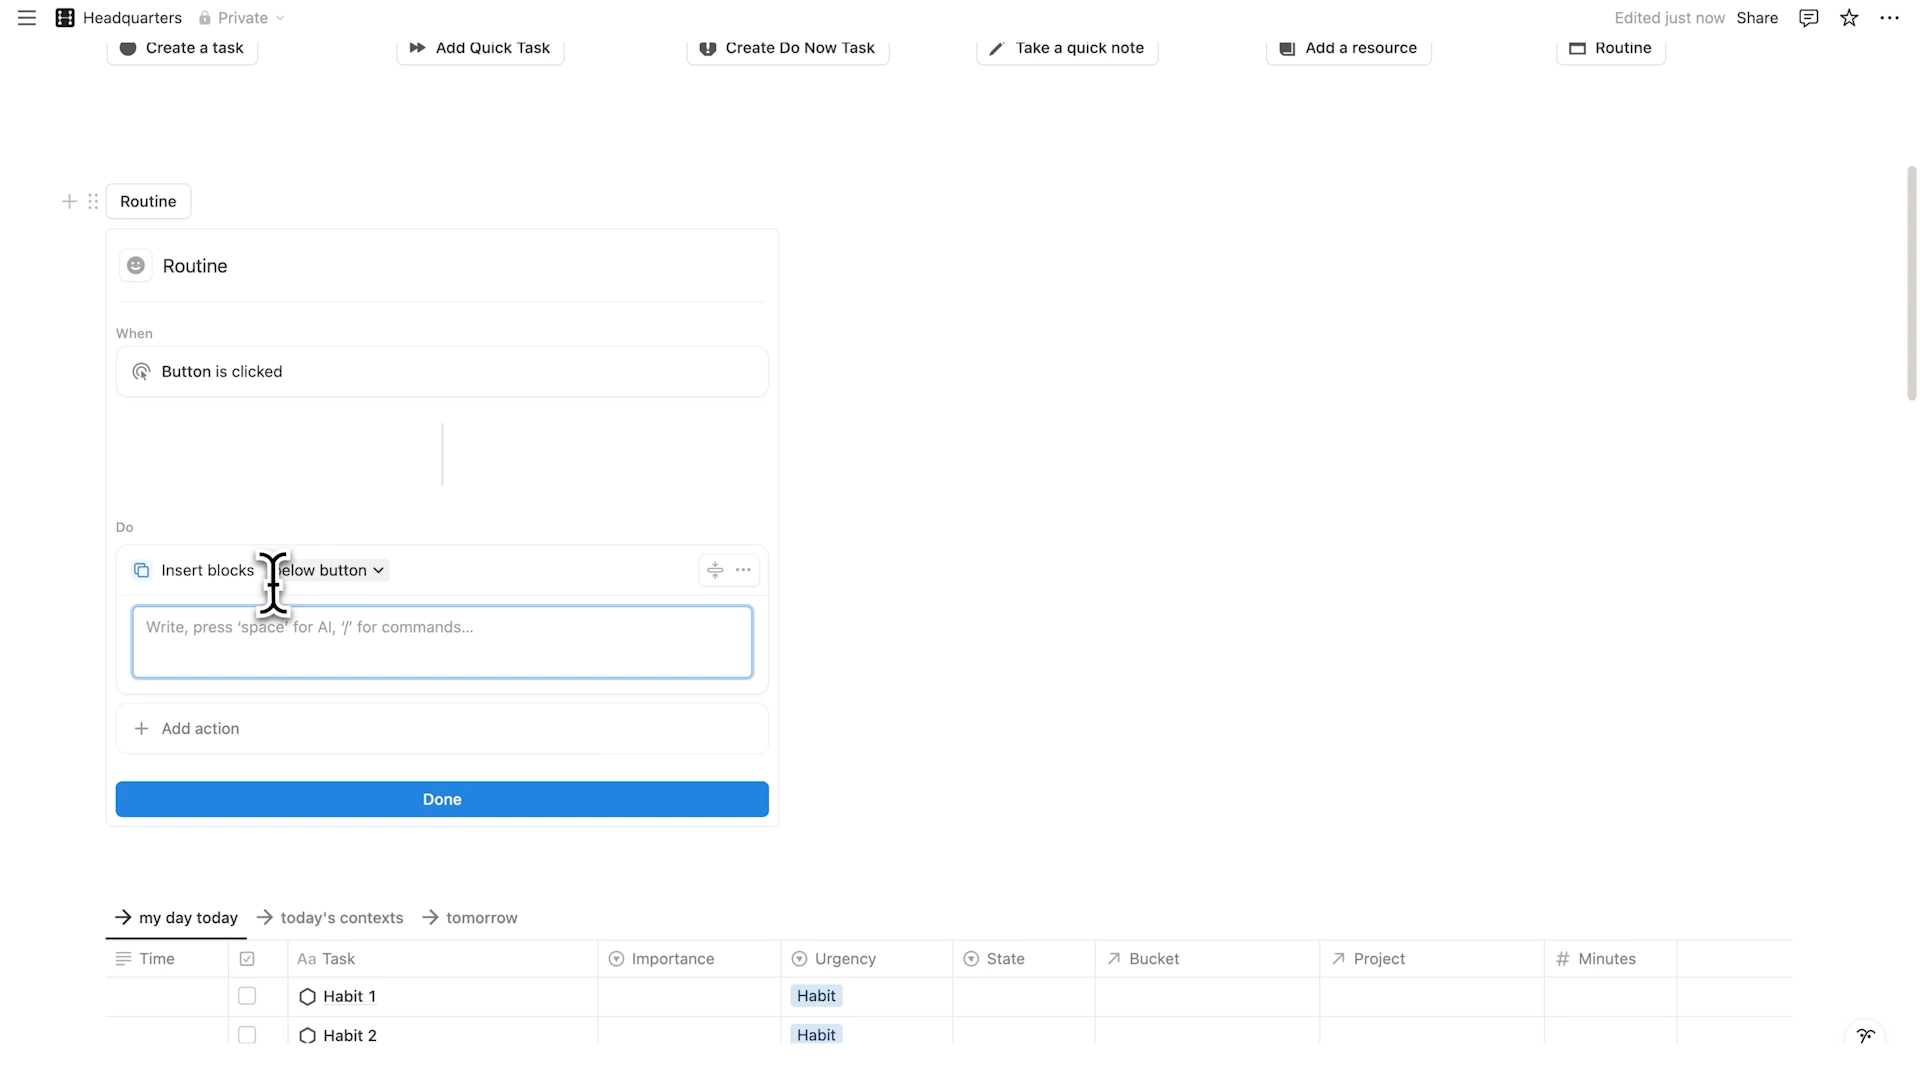 Headquarters Private Edited just now Share
Create a task Add Quick Task Create Do Now Task Take a quick note Add a resource Routine
Routine
Routine
When
Button is clicked
Do
Insert blocks elow button
Write, press ‘space’ for AI, ‘/’ for commands…
Add action
Done
my day today today's contexts tomorrow
Time Aa Task Importance Urgency State Bucket Project # Minutes
Habit 1 Habit
Habit 2 Habit